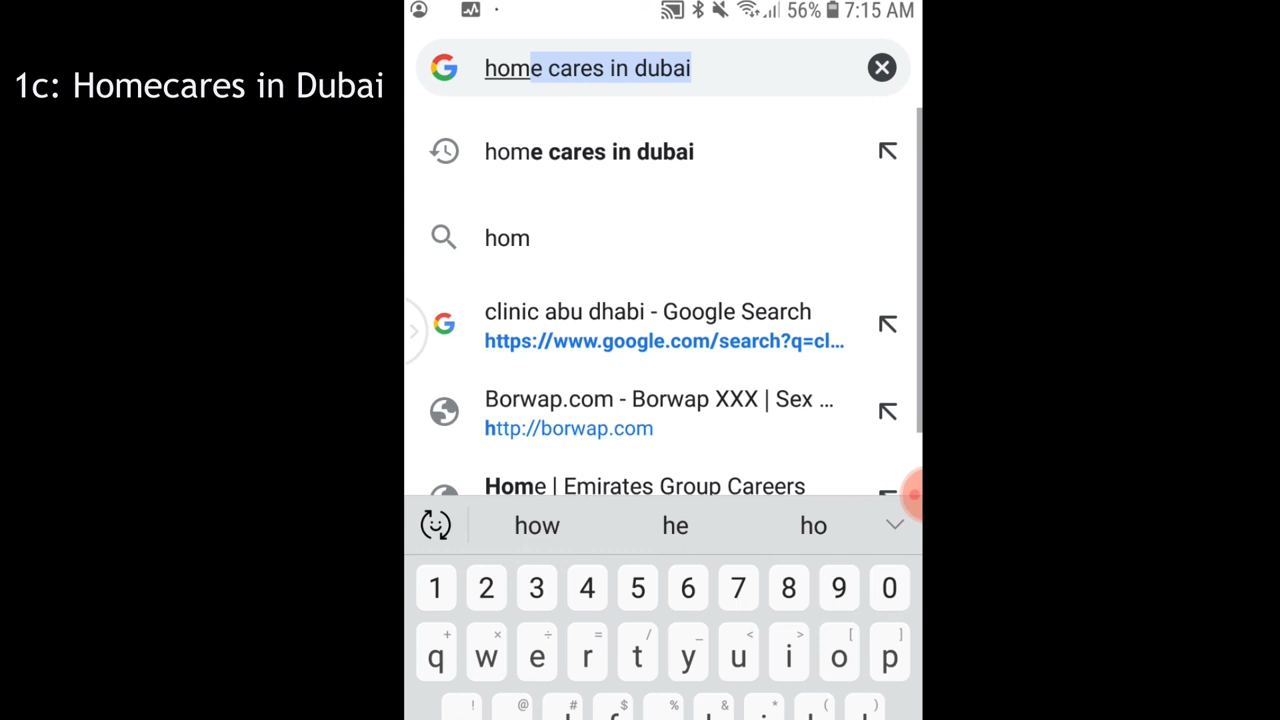 1c: Homecares in Dubai
56% 7:15 AM
home cares in dubai
home cares in dubai
hom
clinic abu dhabi - Google Search
https://www.google.com/search?q=cl...
Borwap.com - Borwap XXX | Sex ...
http://borwap.com
Home | Emirates Group Careers
how he ho
1 2 3 4 5 6 7 8 9 0
+ × ÷ = / _ < > [ ]
q w e r t y u i o p
! @ # $ % & * ( )